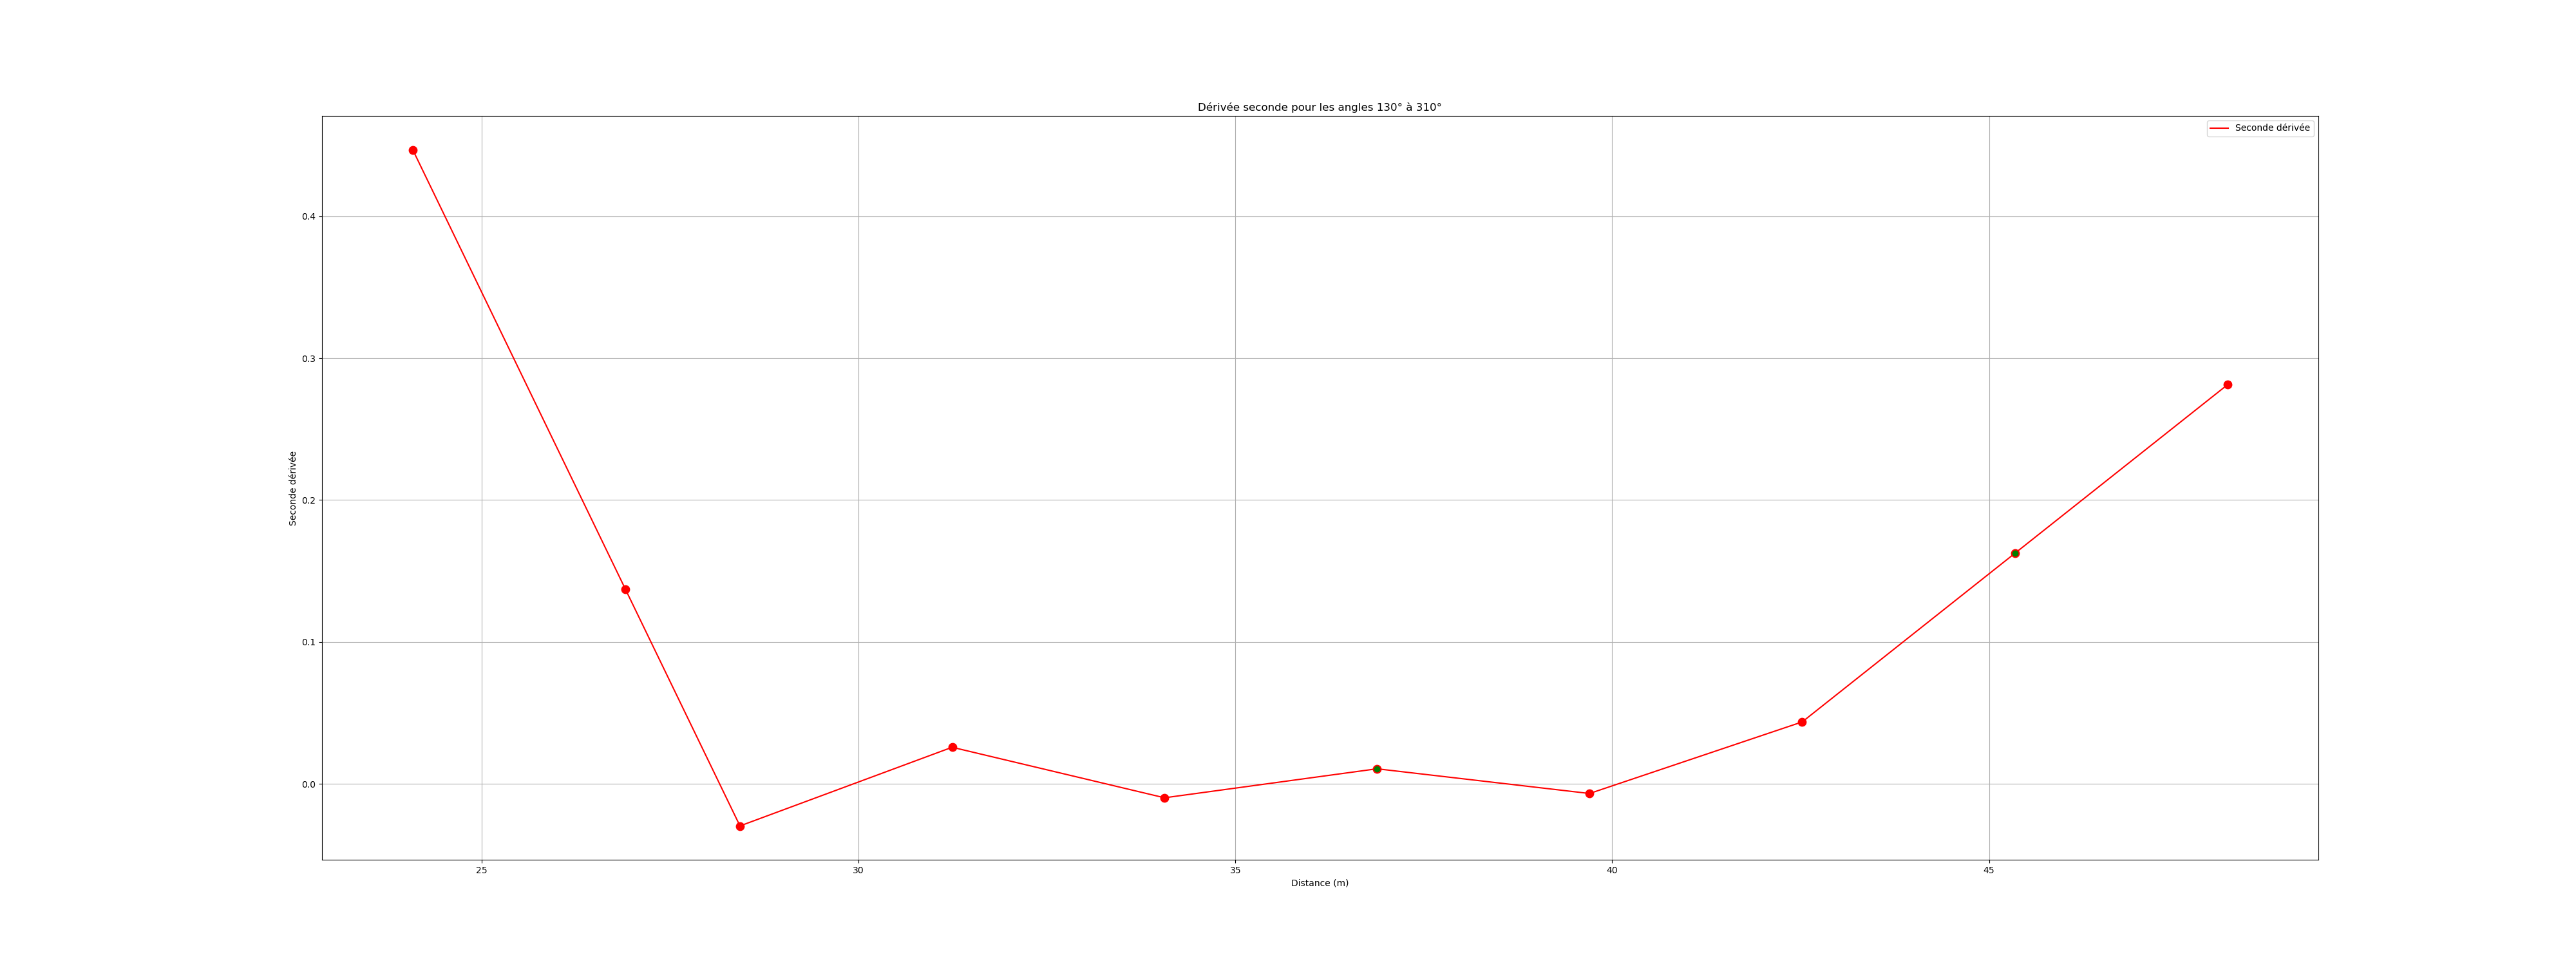 Dérivée seconde pour les angles 130° à 310°
Seconde dérivée
0.4
0.3
0.2
0.1
0.0
Seconde dérivée
25
30
35
40
45
Distance (m)